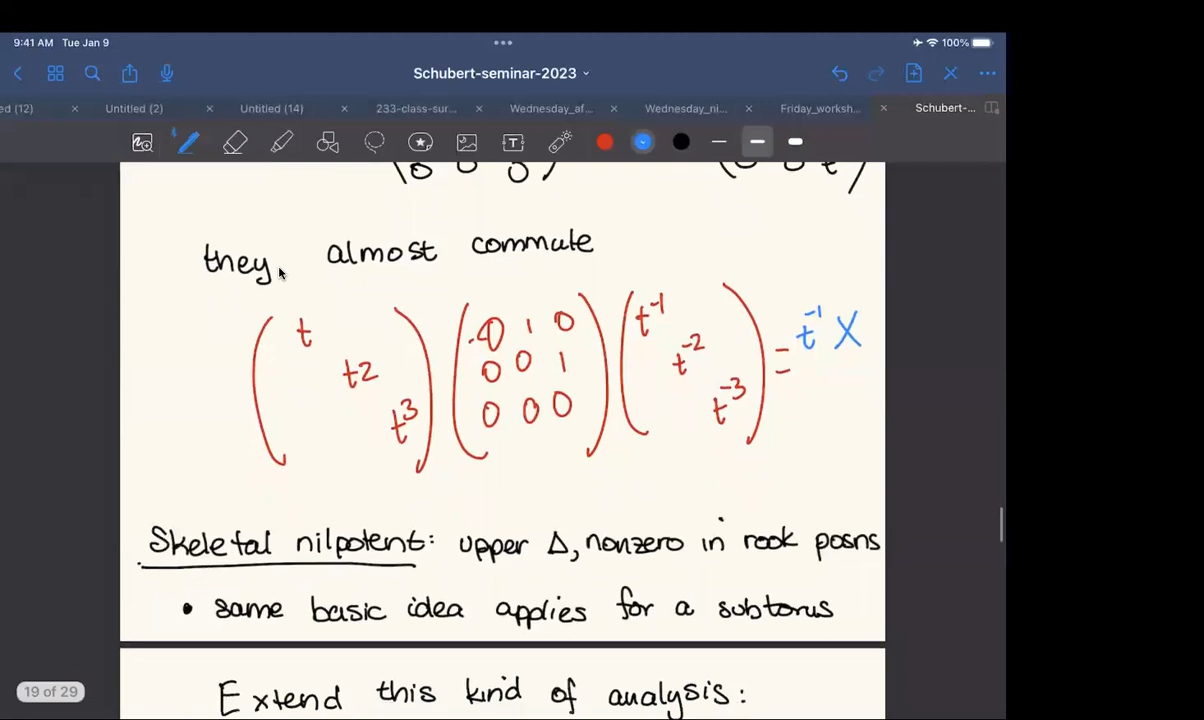 9:41 AM Tue Jan 9
100%
Schubert-seminar-2023
ed (12) Untitled (2) Untitled (14) 233-class-sur... Wednesday_af... Wednesday_ni... Friday_worksh... Schubert-...
they almost commute
t 0 1 0 t⁻¹ = t⁻¹ X
t2 0 0 1 t⁻²
t³ 0 0 0 t⁻³
Skeletal nilpotent: upper Δ, nonzero in rook posns
• same basic idea applies for a subtorus
19 of 29
Extend this kind of analysis: